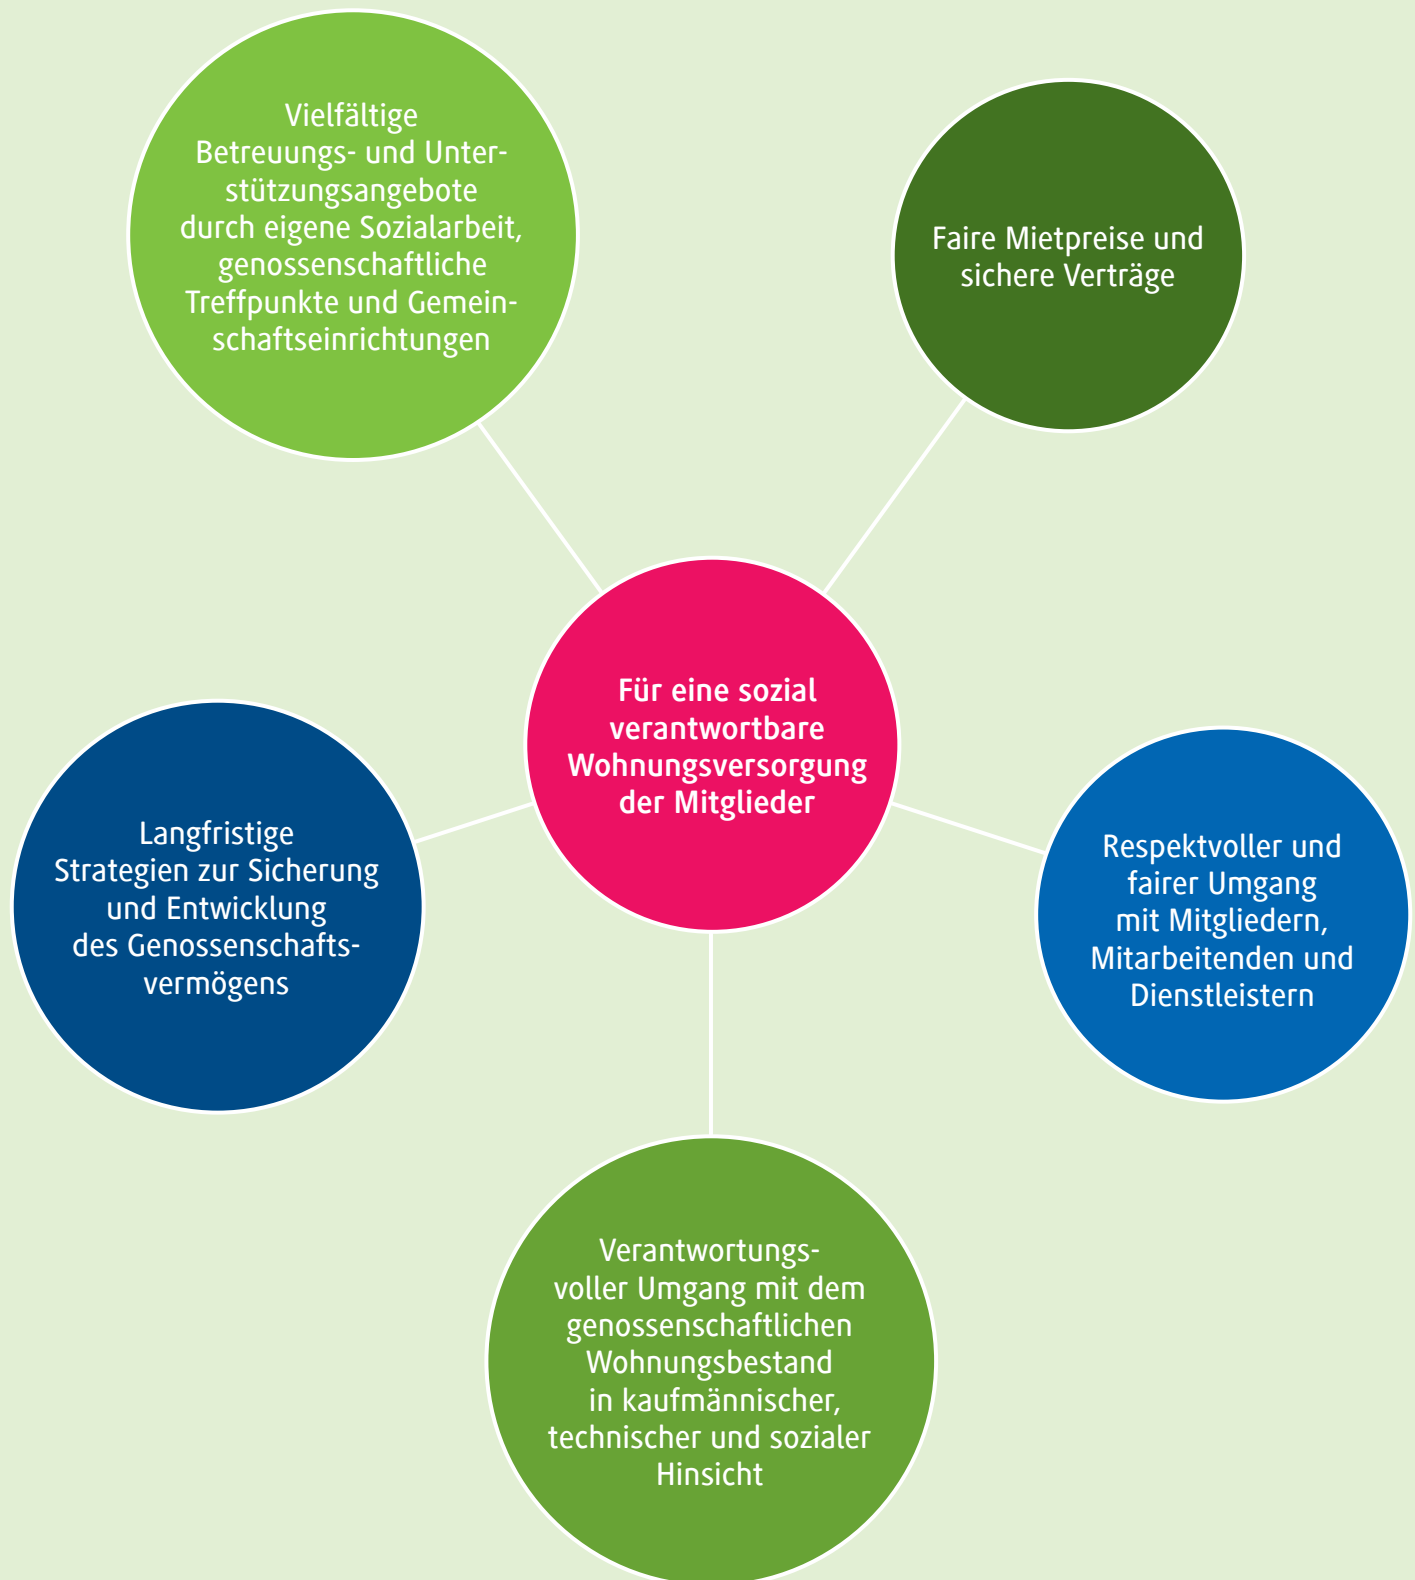 Vielfältige
Betreuungs- und Unter-
stützungsangebote
durch eigene Sozialarbeit,
genossenschaftliche
Treffpunkte und Gemein-
schaftseinrichtungen
Faire Mietpreise und
sichere Verträge
Für eine sozial
verantwortbare
Wohnungsversorgung
der Mitglieder
Langfristige
Strategien zur Sicherung
und Entwicklung
des Genossenschafts-
vermögens
Respektvoller und
fairer Umgang
mit Mitgliedern,
Mitarbeitenden und
Dienstleistern
Verantwortungs-
voller Umgang mit dem
genossenschaftlichen
Wohnungsbestand
in kaufmännischer,
technischer und sozialer
Hinsicht